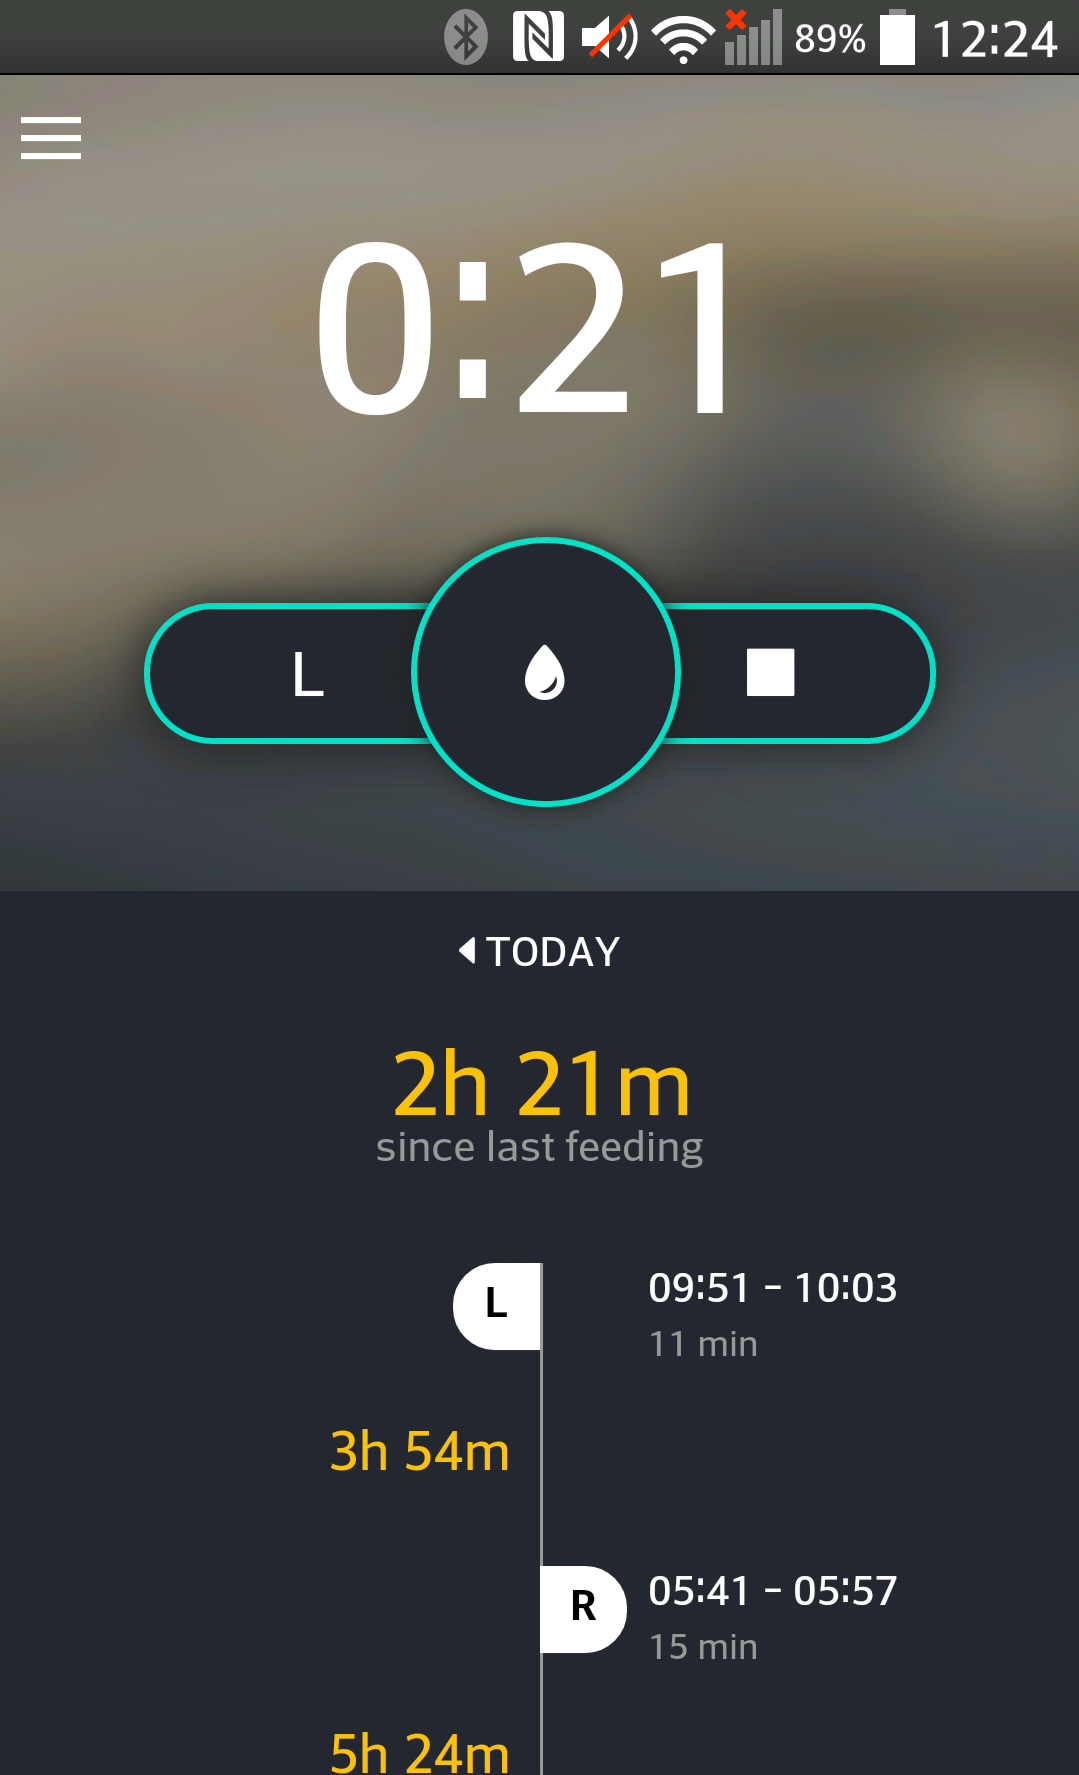 89% 12:24
0:21
L
TODAY
2h 21m
since last feeding
L 09:51 - 10:03
11 min
3h 54m
R 05:41 - 05:57
15 min
5h 24m